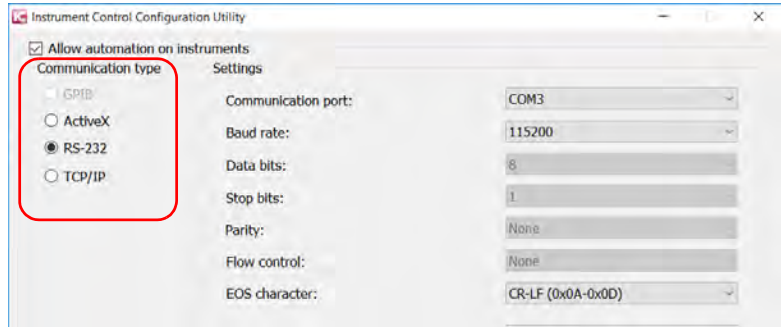 Instrument Control Configuration Utility
Allow automation on instruments
Communication type
Settings
GPIB
ActiveX
RS-232
TCP/IP
Communication port: COM3
Baud rate: 115200
Data bits: 8
Stop bits: 1
Parity: None
Flow control: None
EOS character: CR-LF (0x0A-0x0D)